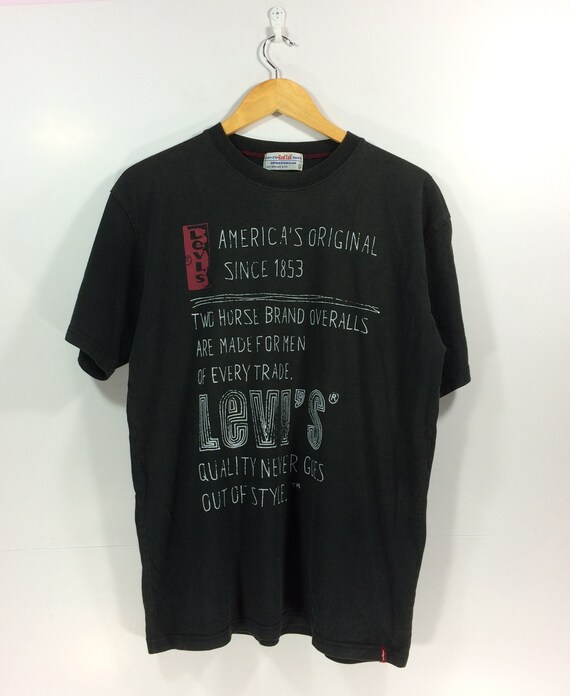 Levi's
®
AMERICA'S ORIGINAL
SINCE 1853
TWO HORSE BRAND OVERALLS
ARE MADE FOR MEN
OF EVERY TRADE.
Levi's®
QUALITY NEVER GOES
OUT OF STYLE.™